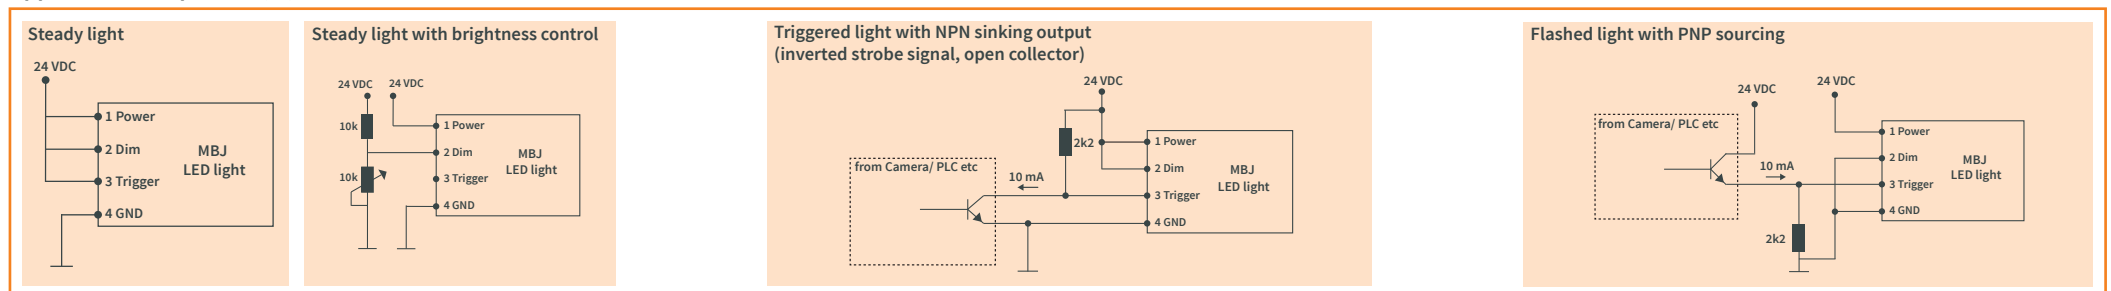 Steady light
24 VDC
1 Power
2 Dim
3 Trigger
4 GND
MBJ
LED light
Steady light with brightness control
24 VDC
24 VDC
10k
10k
1 Power
2 Dim
3 Trigger
4 GND
MBJ
LED light
Triggered light with NPN sinking output
(inverted strobe signal, open collector)
24 VDC
2k2
from Camera/ PLC etc
10 mA
1 Power
2 Dim
3 Trigger
4 GND
MBJ
LED light
Flashed light with PNP sourcing
24 VDC
24 VDC
from Camera/ PLC etc
10 mA
2k2
1 Power
2 Dim
3 Trigger
4 GND
MBJ
LED light